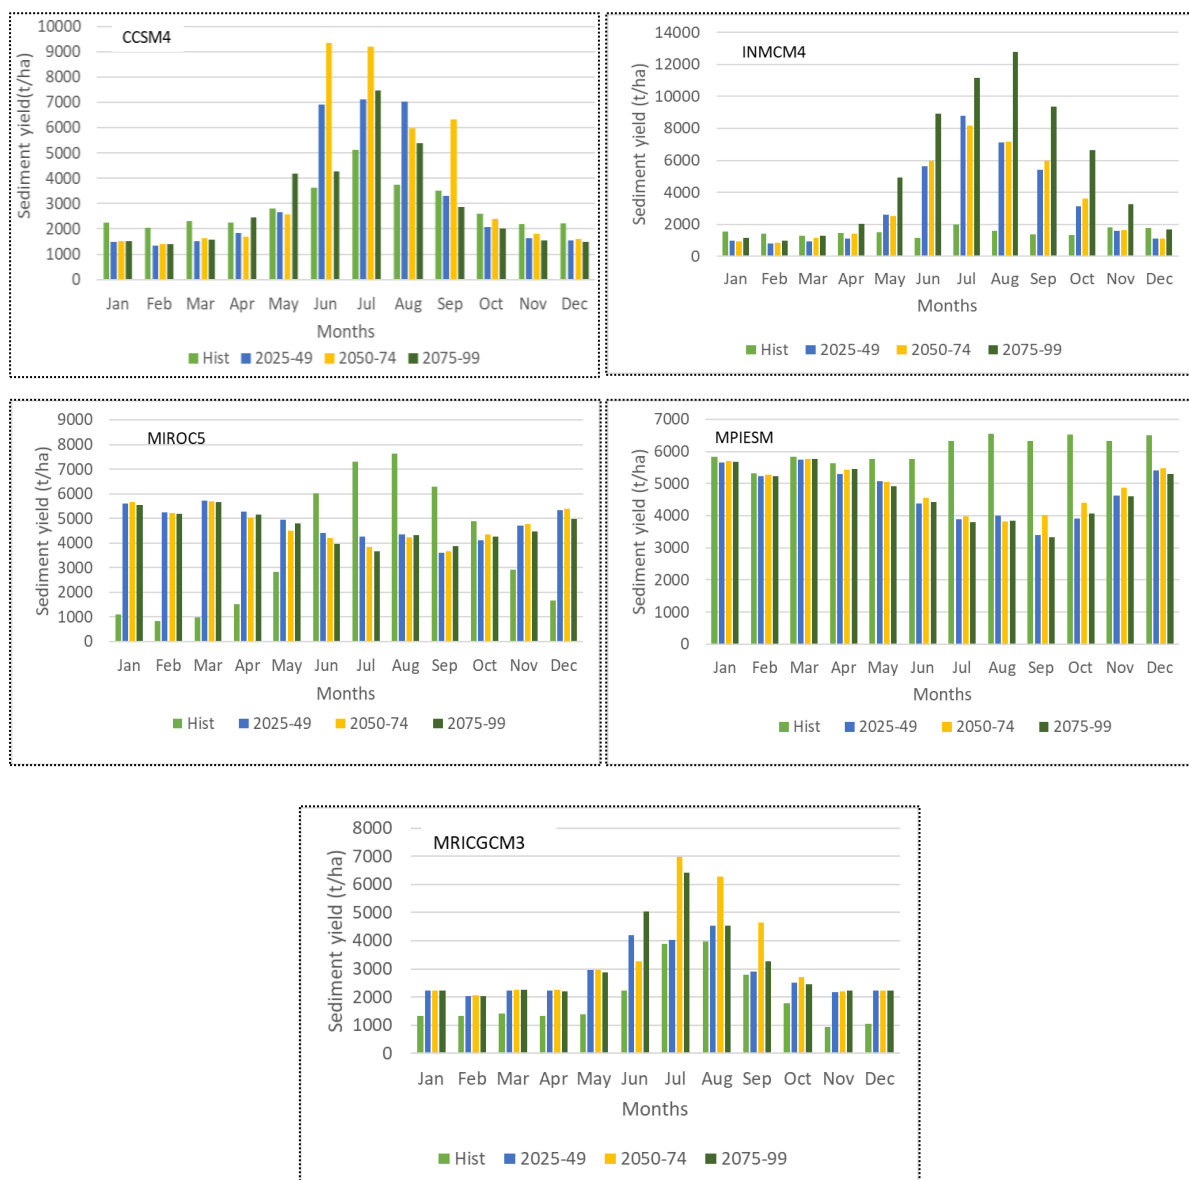 CCSM4
Sediment yield(t/ha)
10000
9000
8000
7000
6000
5000
4000
3000
2000
1000
0
Jan Feb Mar Apr May Jun Jul Aug Sep Oct Nov Dec
Months
Hist 2025-49 2050-74 2075-99
INMCM4
Sediment yield (t/ha)
14000
12000
10000
8000
6000
4000
2000
0
Jan Feb Mar Apr May Jun Jul Aug Sep Oct Nov Dec
Months
Hist 2025-49 2050-74 2075-99
MIROC5
Sediment yield (t/ha)
9000
8000
7000
6000
5000
4000
3000
2000
1000
0
Jan Feb Mar Apr May Jun Jul Aug Sep Oct Nov Dec
Months
Hist 2025-49 2050-74 2075-99
MPIESM
Sediment yield (t/ha)
7000
6000
5000
4000
3000
2000
1000
0
Jan Feb Mar Apr May Jun Jul Aug Sep Oct Nov Dec
Months
Hist 2025-49 2050-74 2075-99
MRICGCM3
Sediment yield (t/ha)
8000
7000
6000
5000
4000
3000
2000
1000
0
Jan Feb Mar Apr May Jun Jul Aug Sep Oct Nov Dec
Months
Hist 2025-49 2050-74 2075-99